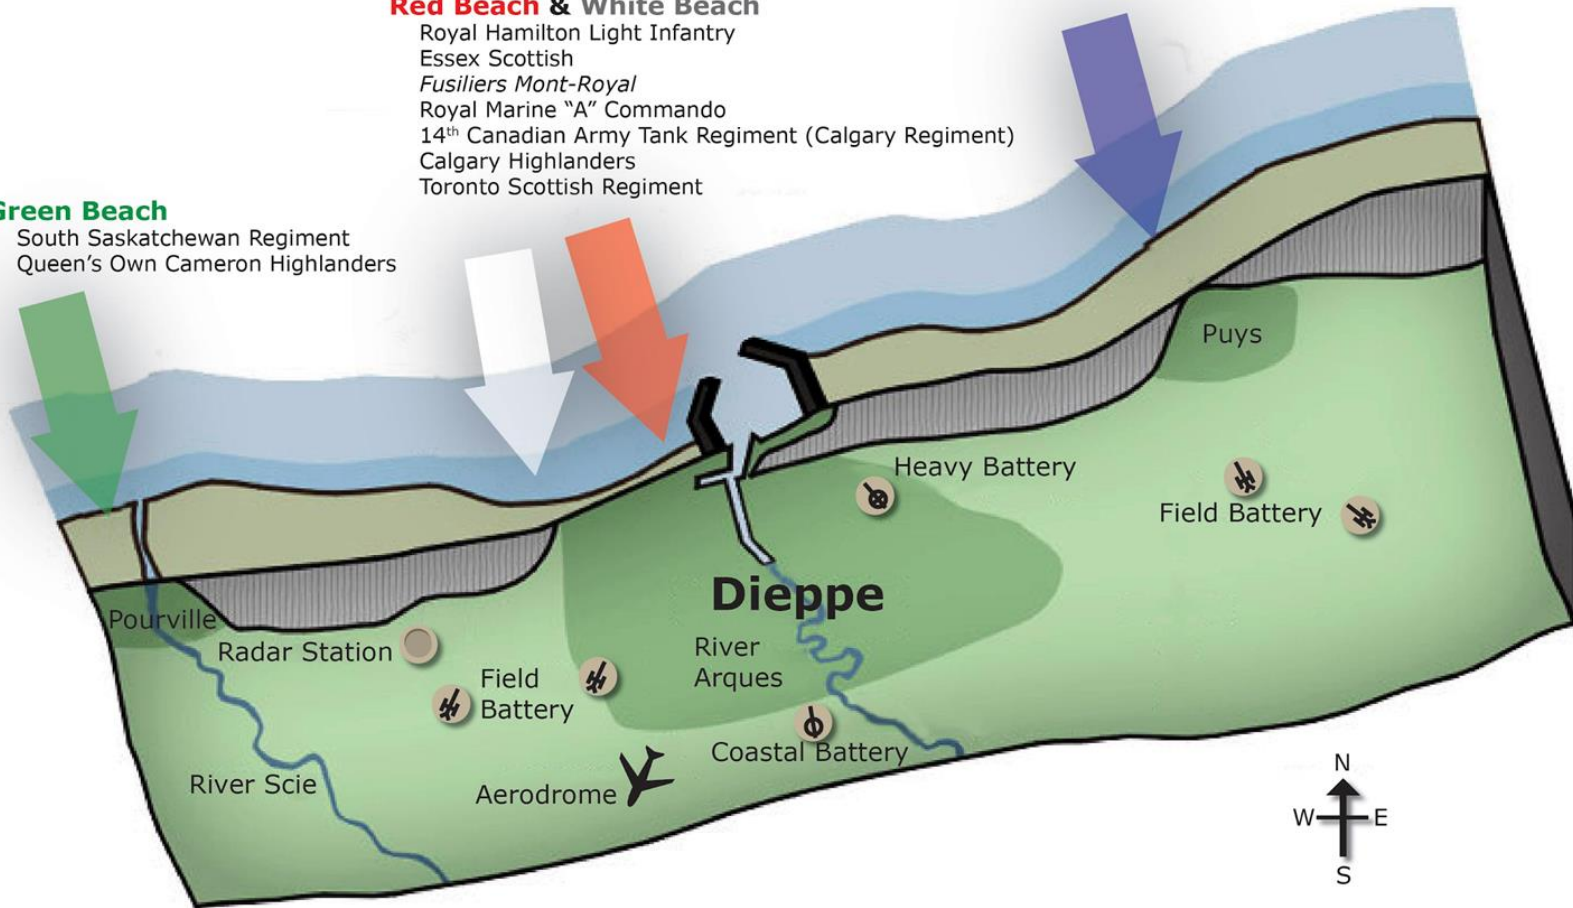 Red Beach & White Beach
Royal Hamilton Light Infantry
Essex Scottish
Fusiliers Mont-Royal
Royal Marine “A” Commando
14th Canadian Army Tank Regiment (Calgary Regiment)
Calgary Highlanders
Toronto Scottish Regiment
Green Beach
South Saskatchewan Regiment
Queen’s Own Cameron Highlanders
Puys
Heavy Battery
Field Battery
Dieppe
Pourville
Radar Station
River
Arques
Field
Battery
Coastal Battery
River Scie
Aerodrome
N
W
E
S